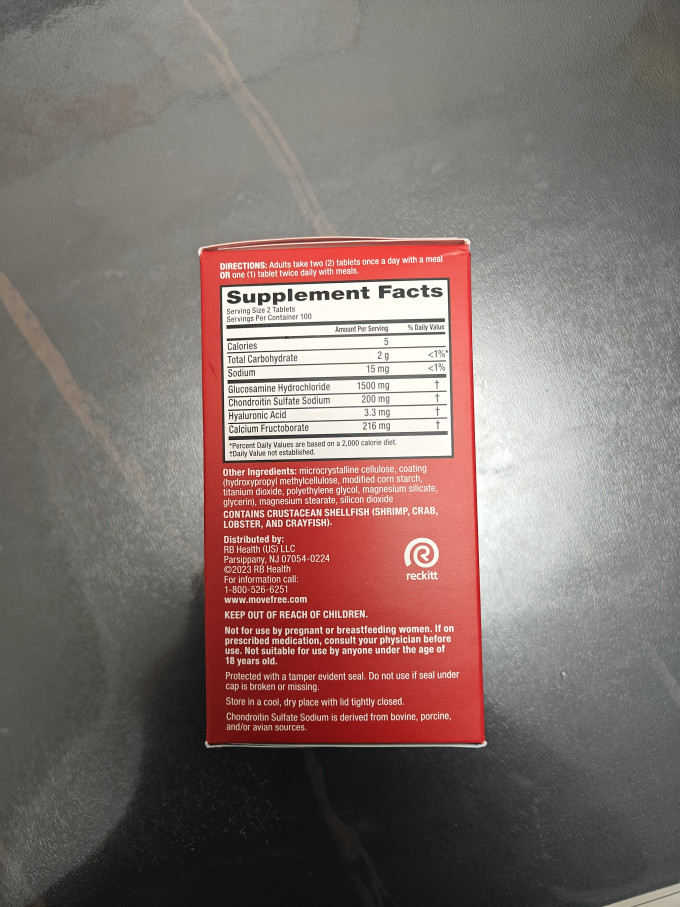 DIRECTIONS: Adults take two (2) tablets once a day with a meal
OR one (1) tablet twice daily with meals.
Supplement Facts
Serving Size 2 Tablets
Servings Per Container 100
Amount Per Serving % Daily Value
Calories 5
Total Carbohydrate 2 g <1%*
Sodium 15 mg <1%
Glucosamine Hydrochloride 1500 mg †
Chondroitin Sulfate Sodium 200 mg †
Hyaluronic Acid 3.3 mg †
Calcium Fructoborate 216 mg †
*Percent Daily Values are based on a 2,000 calorie diet.
†Daily Value not established.
Other Ingredients: microcrystalline cellulose, coating
(hydroxypropyl methylcellulose, modified corn starch,
titanium dioxide, polyethylene glycol, magnesium silicate,
glycerin), magnesium stearate, silicon dioxide
CONTAINS CRUSTACEAN SHELLFISH (SHRIMP, CRAB,
LOBSTER, AND CRAYFISH).
Distributed by:
RB Health (US) LLC
Parsippany, NJ 07054-0224
©2023 RB Health
For information call:
1-800-526-6251
www.movefree.com
reckitt
KEEP OUT OF REACH OF CHILDREN.
Not for use by pregnant or breastfeeding women. If on
prescribed medication, consult your physician before
use. Not suitable for use by anyone under the age of
18 years old.
Protected with a tamper evident seal. Do not use if seal under
cap is broken or missing.
Store in a cool, dry place with lid tightly closed.
Chondroitin Sulfate Sodium is derived from bovine, porcine,
and/or avian sources.